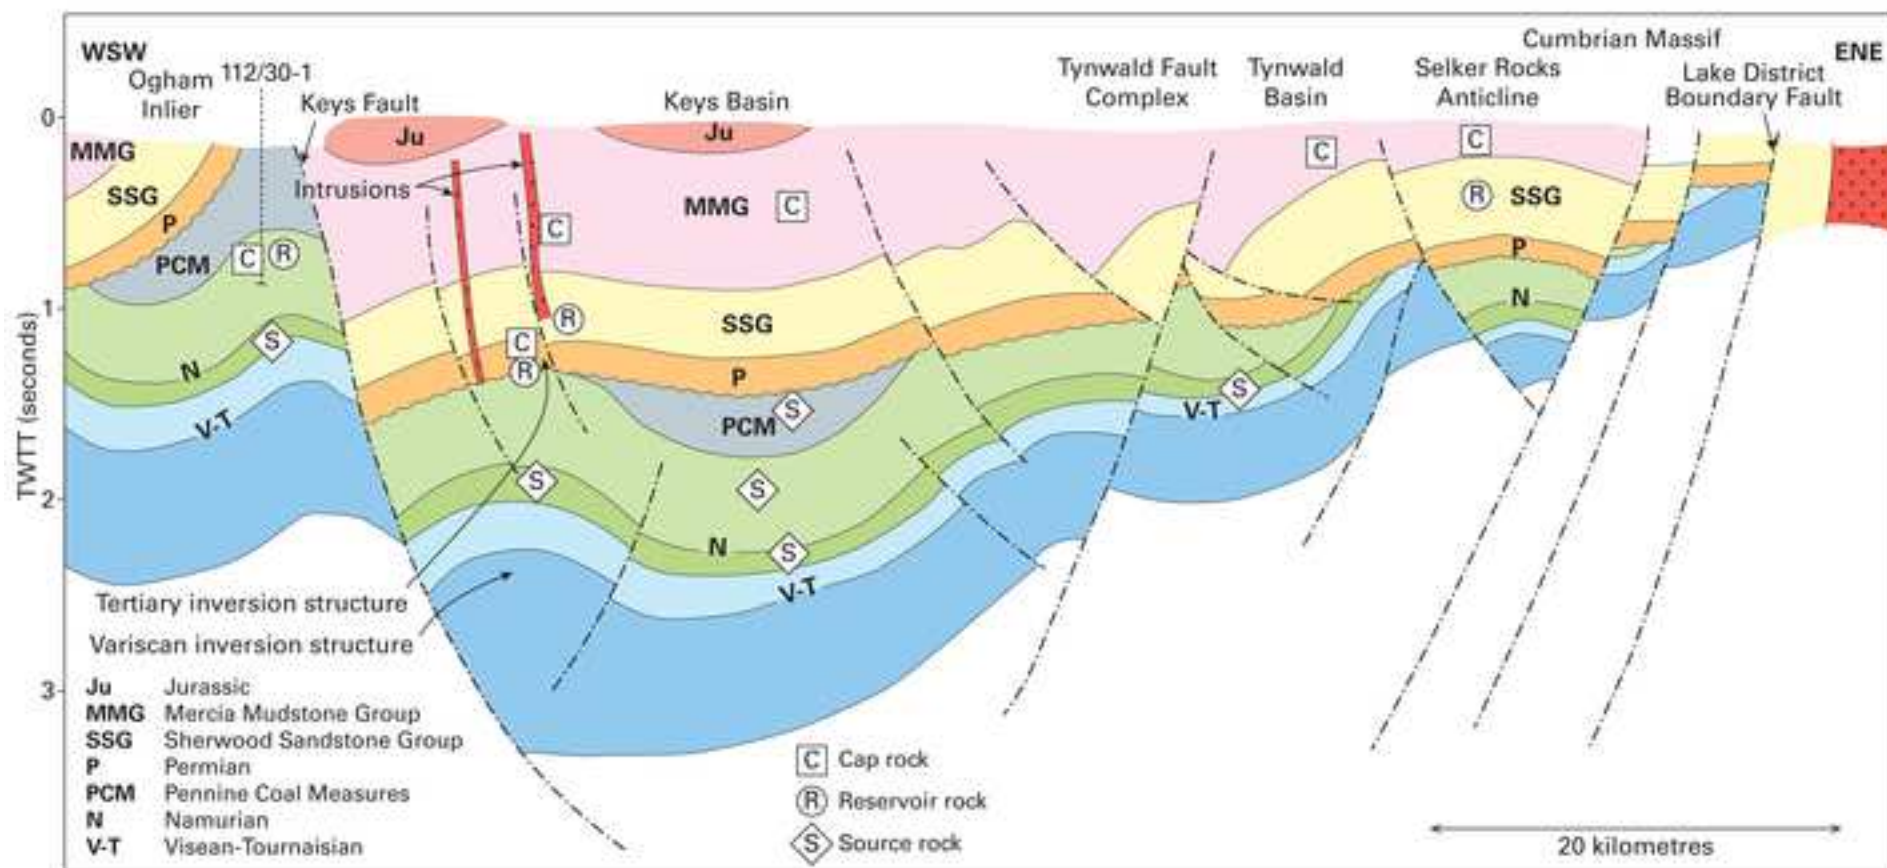 WSW
Ogham
Inlier
112/30-1
Keys Fault
Keys Basin
Tynwald Fault
Complex
Tynwald
Basin
Cumbrian Massif
Selker Rocks
Anticline
Lake District
Boundary Fault
ENE
0
1
2
3
TWTT (seconds)
MMG
SSG
P
PCM
C
R
N
S
V-T
Ju
Intrusions
Ju
MMG
C
C
SSG
R
C
R
P
PCM
S
S
S
N
S
V-T
C
C
R
SSG
P
N
S
V-T
Tertiary inversion structure
Variscan inversion structure
Ju Jurassic
MMG Mercia Mudstone Group
SSG Sherwood Sandstone Group
P Permian
PCM Pennine Coal Measures
N Namurian
V-T Visean-Tournaisian
C Cap rock
R Reservoir rock
S Source rock
20 kilometres